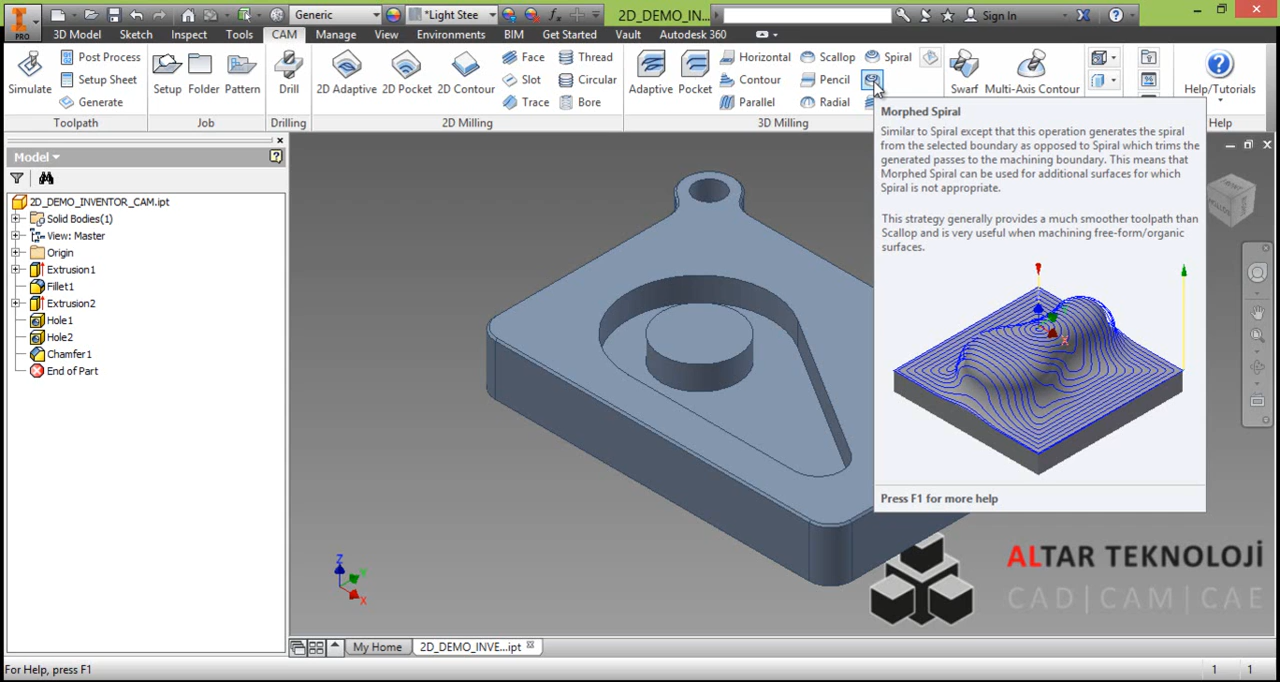 Generic
*Light Stee
2D_DEMO_IN...
Sign In
PRO
3D Model
Sketch
Inspect
Tools
CAM
Manage
View
Environments
BIM
Get Started
Vault
Autodesk 360
Simulate
Post Process
Setup Sheet
Generate
Toolpath
Setup
Folder
Pattern
Job
Drill
Drilling
2D Adaptive
2D Pocket
2D Contour
Face
Slot
Trace
Thread
Circular
Bore
2D Milling
Adaptive
Pocket
Horizontal
Contour
Parallel
Scallop
Pencil
Radial
Spiral
3D Milling
Swarf
Multi-Axis Contour
Help/Tutorials
Help
Model
2D_DEMO_INVENTOR_CAM.ipt
Solid Bodies(1)
View: Master
Origin
Extrusion1
Fillet1
Extrusion2
Hole1
Hole2
Chamfer1
End of Part
Morphed Spiral
Similar to Spiral except that this operation generates the spiral
from the selected boundary as opposed to Spiral which trims the
generated passes to the machining boundary. This means that
Morphed Spiral can be used for additional surfaces for which
Spiral is not appropriate.
This strategy generally provides a much smoother toolpath than
Scallop and is very useful when machining free-form/organic
surfaces.
X
Press F1 for more help
Z
Y
X
ALTAR TEKNOLOJİ
CAD|CAM|CAE
My Home
2D_DEMO_INVE...ipt
For Help, press F1
1
1